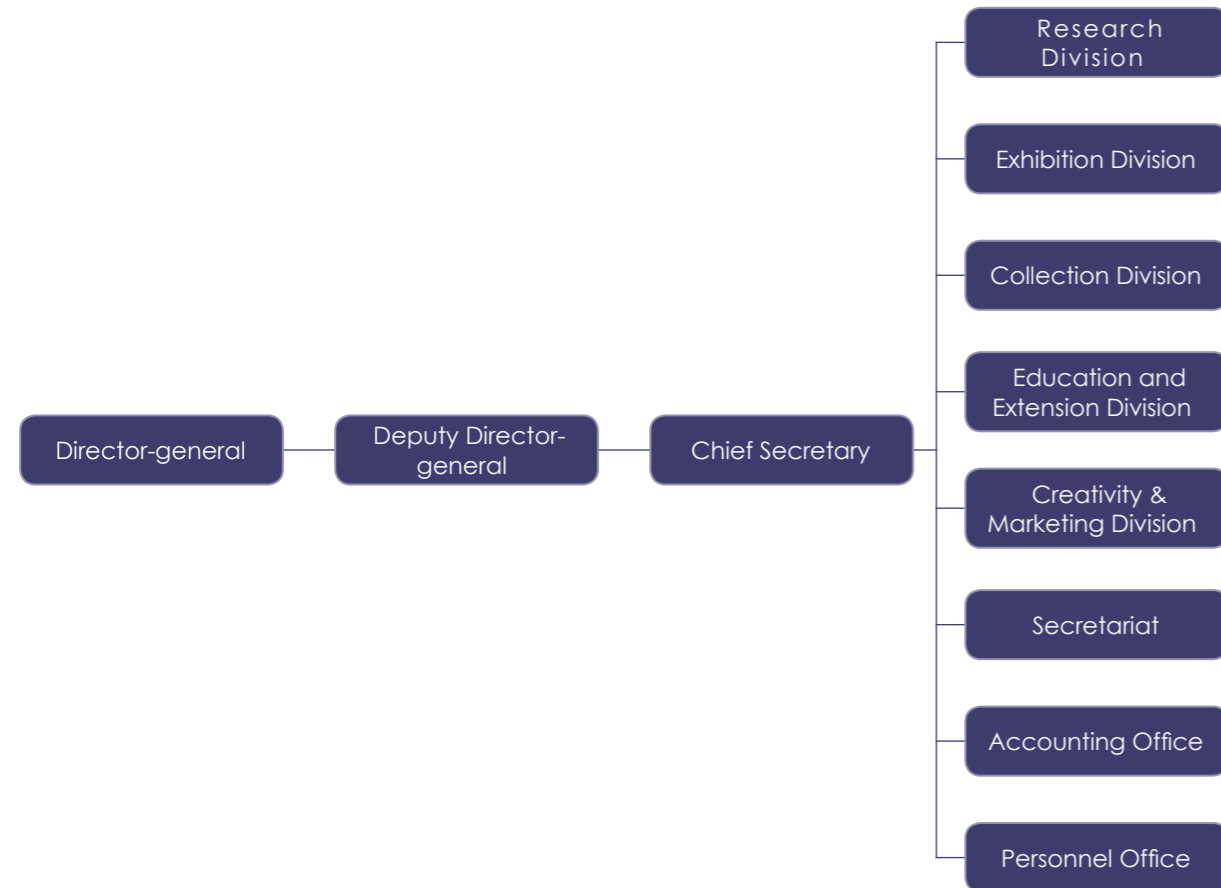 Director-general
Deputy Director-
general
Chief Secretary
Research
Division
Exhibition Division
Collection Division
Education and
Extension Division
Creativity &
Marketing Division
Secretariat
Accounting Office
Personnel Office